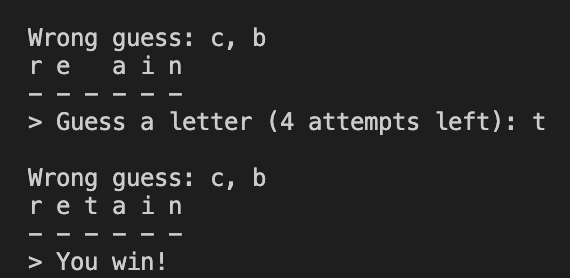 Wrong guess: c, b
r e   a i n
– – – – – –
> Guess a letter (4 attempts left): t
Wrong guess: c, b
r e t a i n
– – – – – –
> You win!